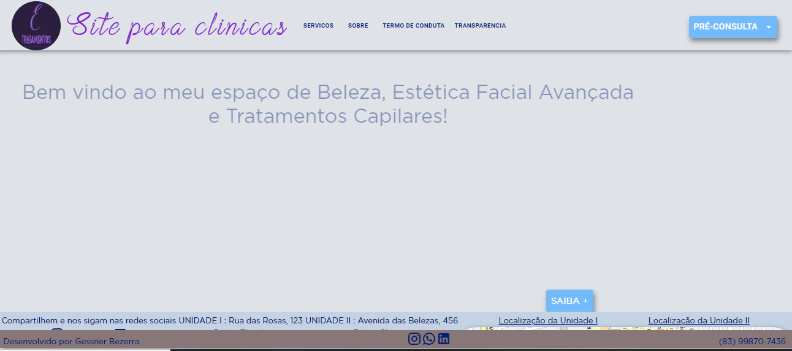 É
TRATAMENTOS
Site para clinicas
SERVICOS SOBRE TERMO DE CONDUTA TRANSPARENCIA
PRÉ-CONSULTA
Bem vindo ao meu espaço de Beleza, Estética Facial Avançada
e Tratamentos Capilares!
SAIBA +
Compartilhem e nos sigam nas redes sociais UNIDADE I : Rua das Rosas, 123 UNIDADE II : Avenida das Belezas, 456
Localização da Unidade I Localização da Unidade II
Desenvolvido por Gessner Bezerra
(83) 99870-7436